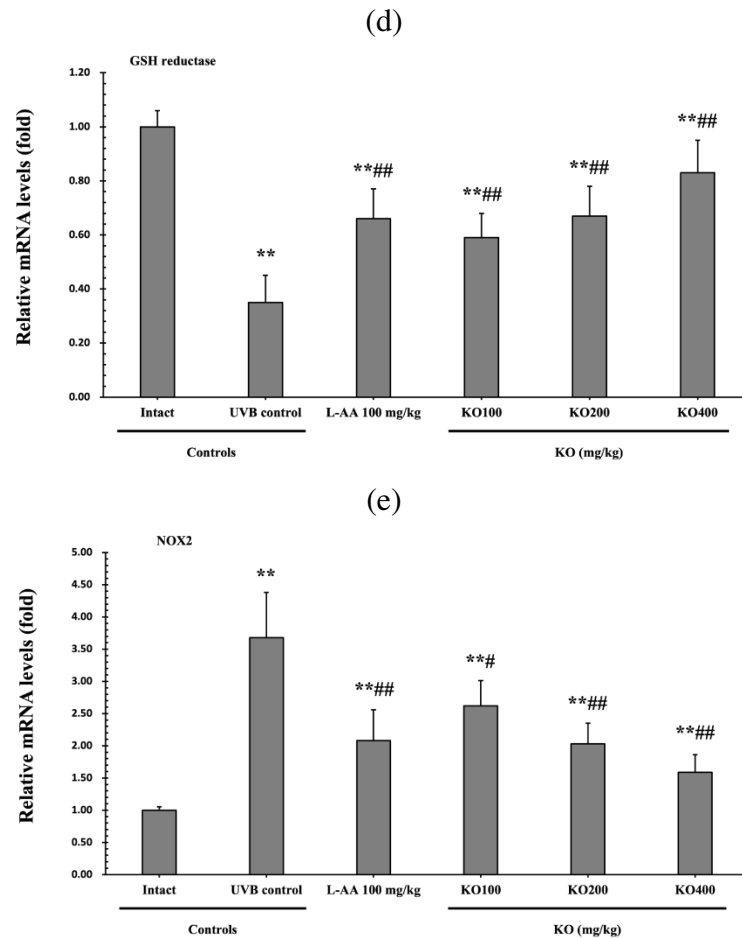 (d)
GSH reductase
Relative mRNA levels (fold)
1.20
1.00
0.80
0.60
0.40
0.20
0.00
**
**##
**##
**##
**##
Intact
UVB control
L-AA 100 mg/kg
KO100
KO200
KO400
Controls
KO (mg/kg)
(e)
NOX2
Relative mRNA levels (fold)
5.00
4.50
4.00
3.50
3.00
2.50
2.00
1.50
1.00
0.50
0.00
**
**##
**#
**##
**##
Intact
UVB control
L-AA 100 mg/kg
KO100
KO200
KO400
Controls
KO (mg/kg)